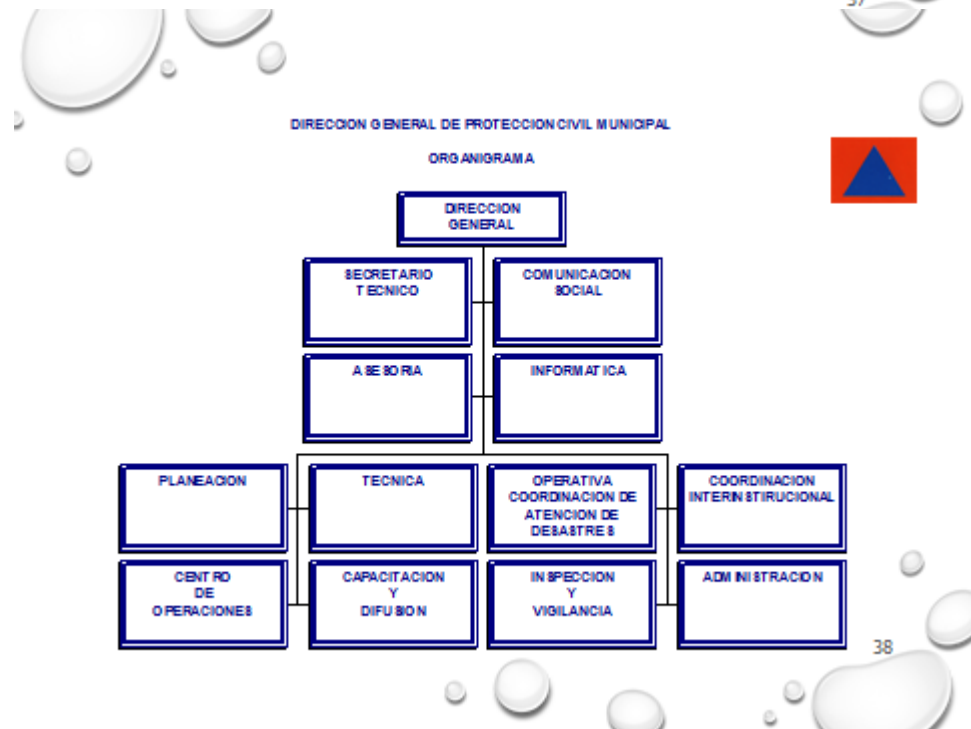 37
DIRECCION GENERAL DE PROTECCION CIVIL MUNICIPAL
ORGANIGRAMA
DIRECCION
GENERAL
SECRETARIO
TECNICO
COMUNICACION
SOCIAL
ASESORIA
INFORMATICA
PLANEACION
TECNICA
OPERATIVA
COORDINACION DE
ATENCION DE
DESASTRES
COORDINACION
INTERINSTIRUCIONAL
CENTRO
DE
OPERACIONES
CAPACITACION
Y
DIFUSION
INSPECCION
Y
VIGILANCIA
ADMINISTRACION
38